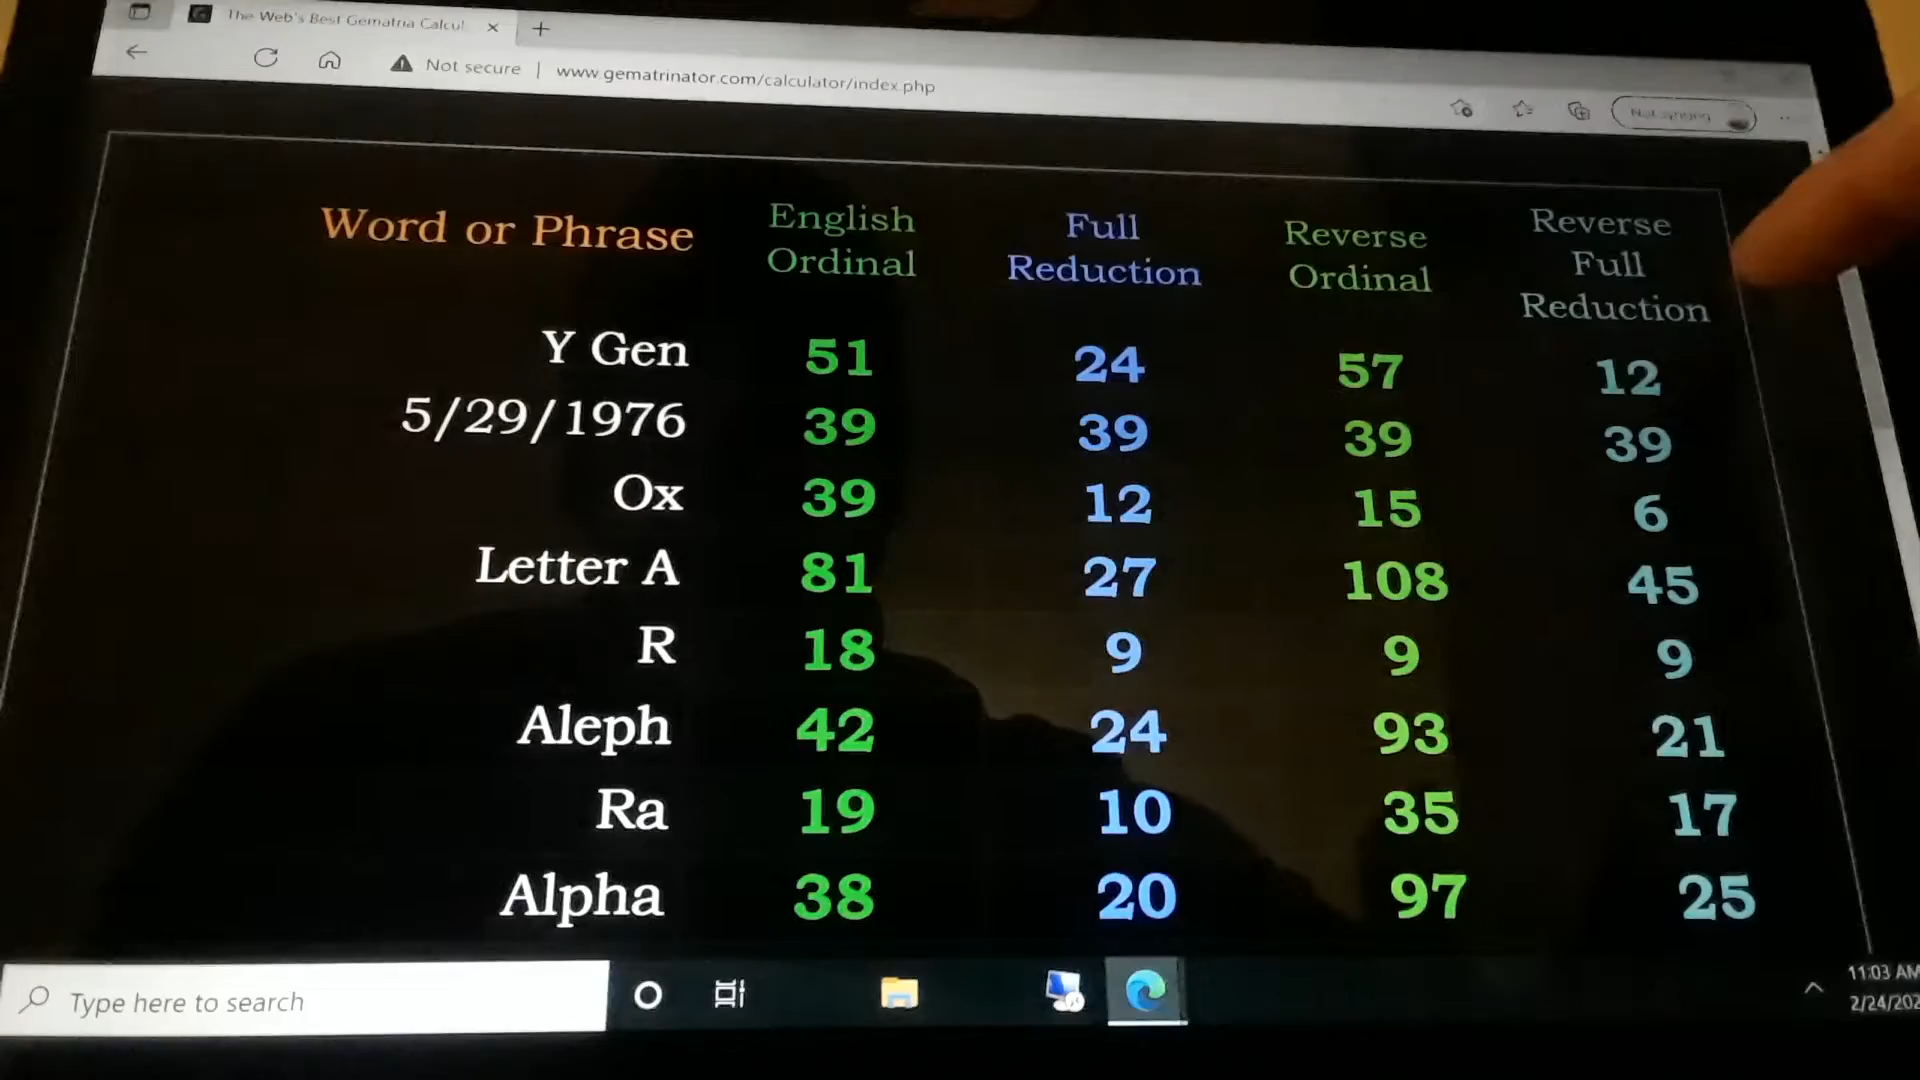 The Web's Best Gematria Calcul
Not secure | www.gematrinator.com/calculator/index.php
Word or Phrase English Ordinal Full Reduction Reverse Ordinal Reverse Full Reduction
Y Gen 51 24 57 12
5/29/1976 39 39 39 39
Ox 39 12 15 6
Letter A 81 27 108 45
R 18 9 9 9
Aleph 42 24 93 21
Ra 19 10 35 17
Alpha 38 20 97 25
Type here to search
11:03 AM
2/24/202